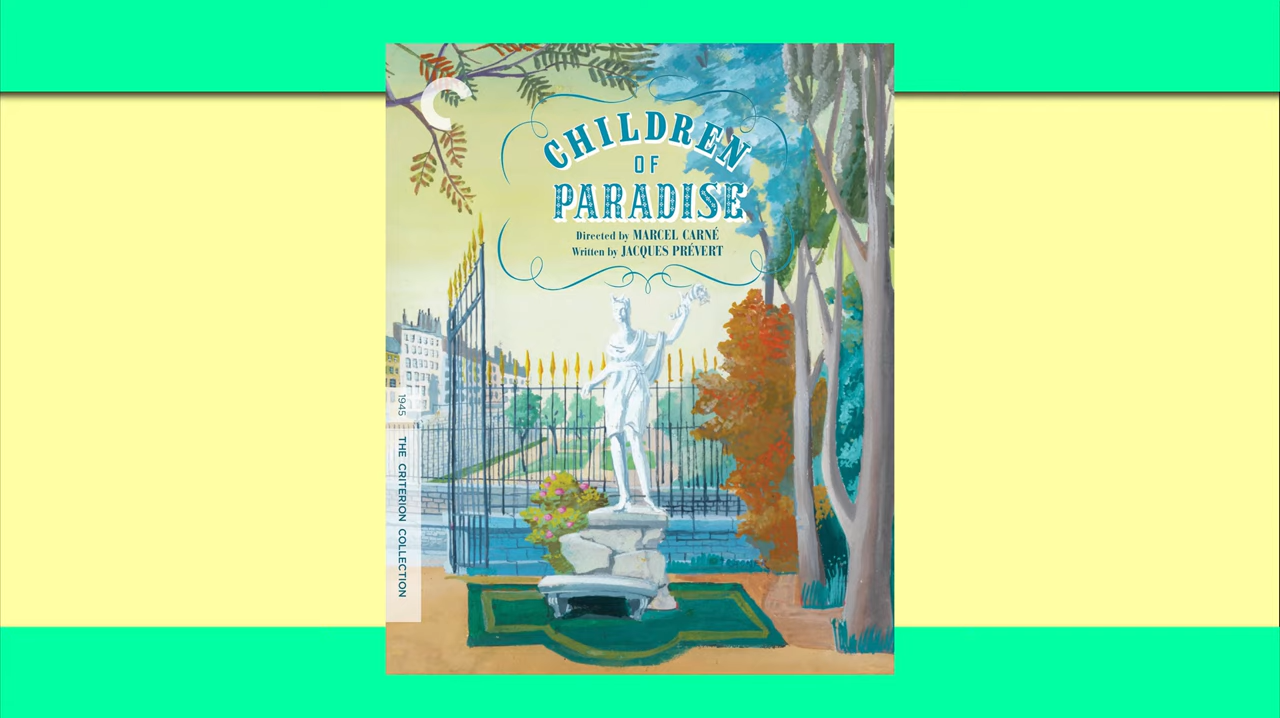 CHILDREN
OF
PARADISE
Directed by MARCEL CARNÉ
Written by JACQUES PRÉVERT
1945 THE CRITERION COLLECTION